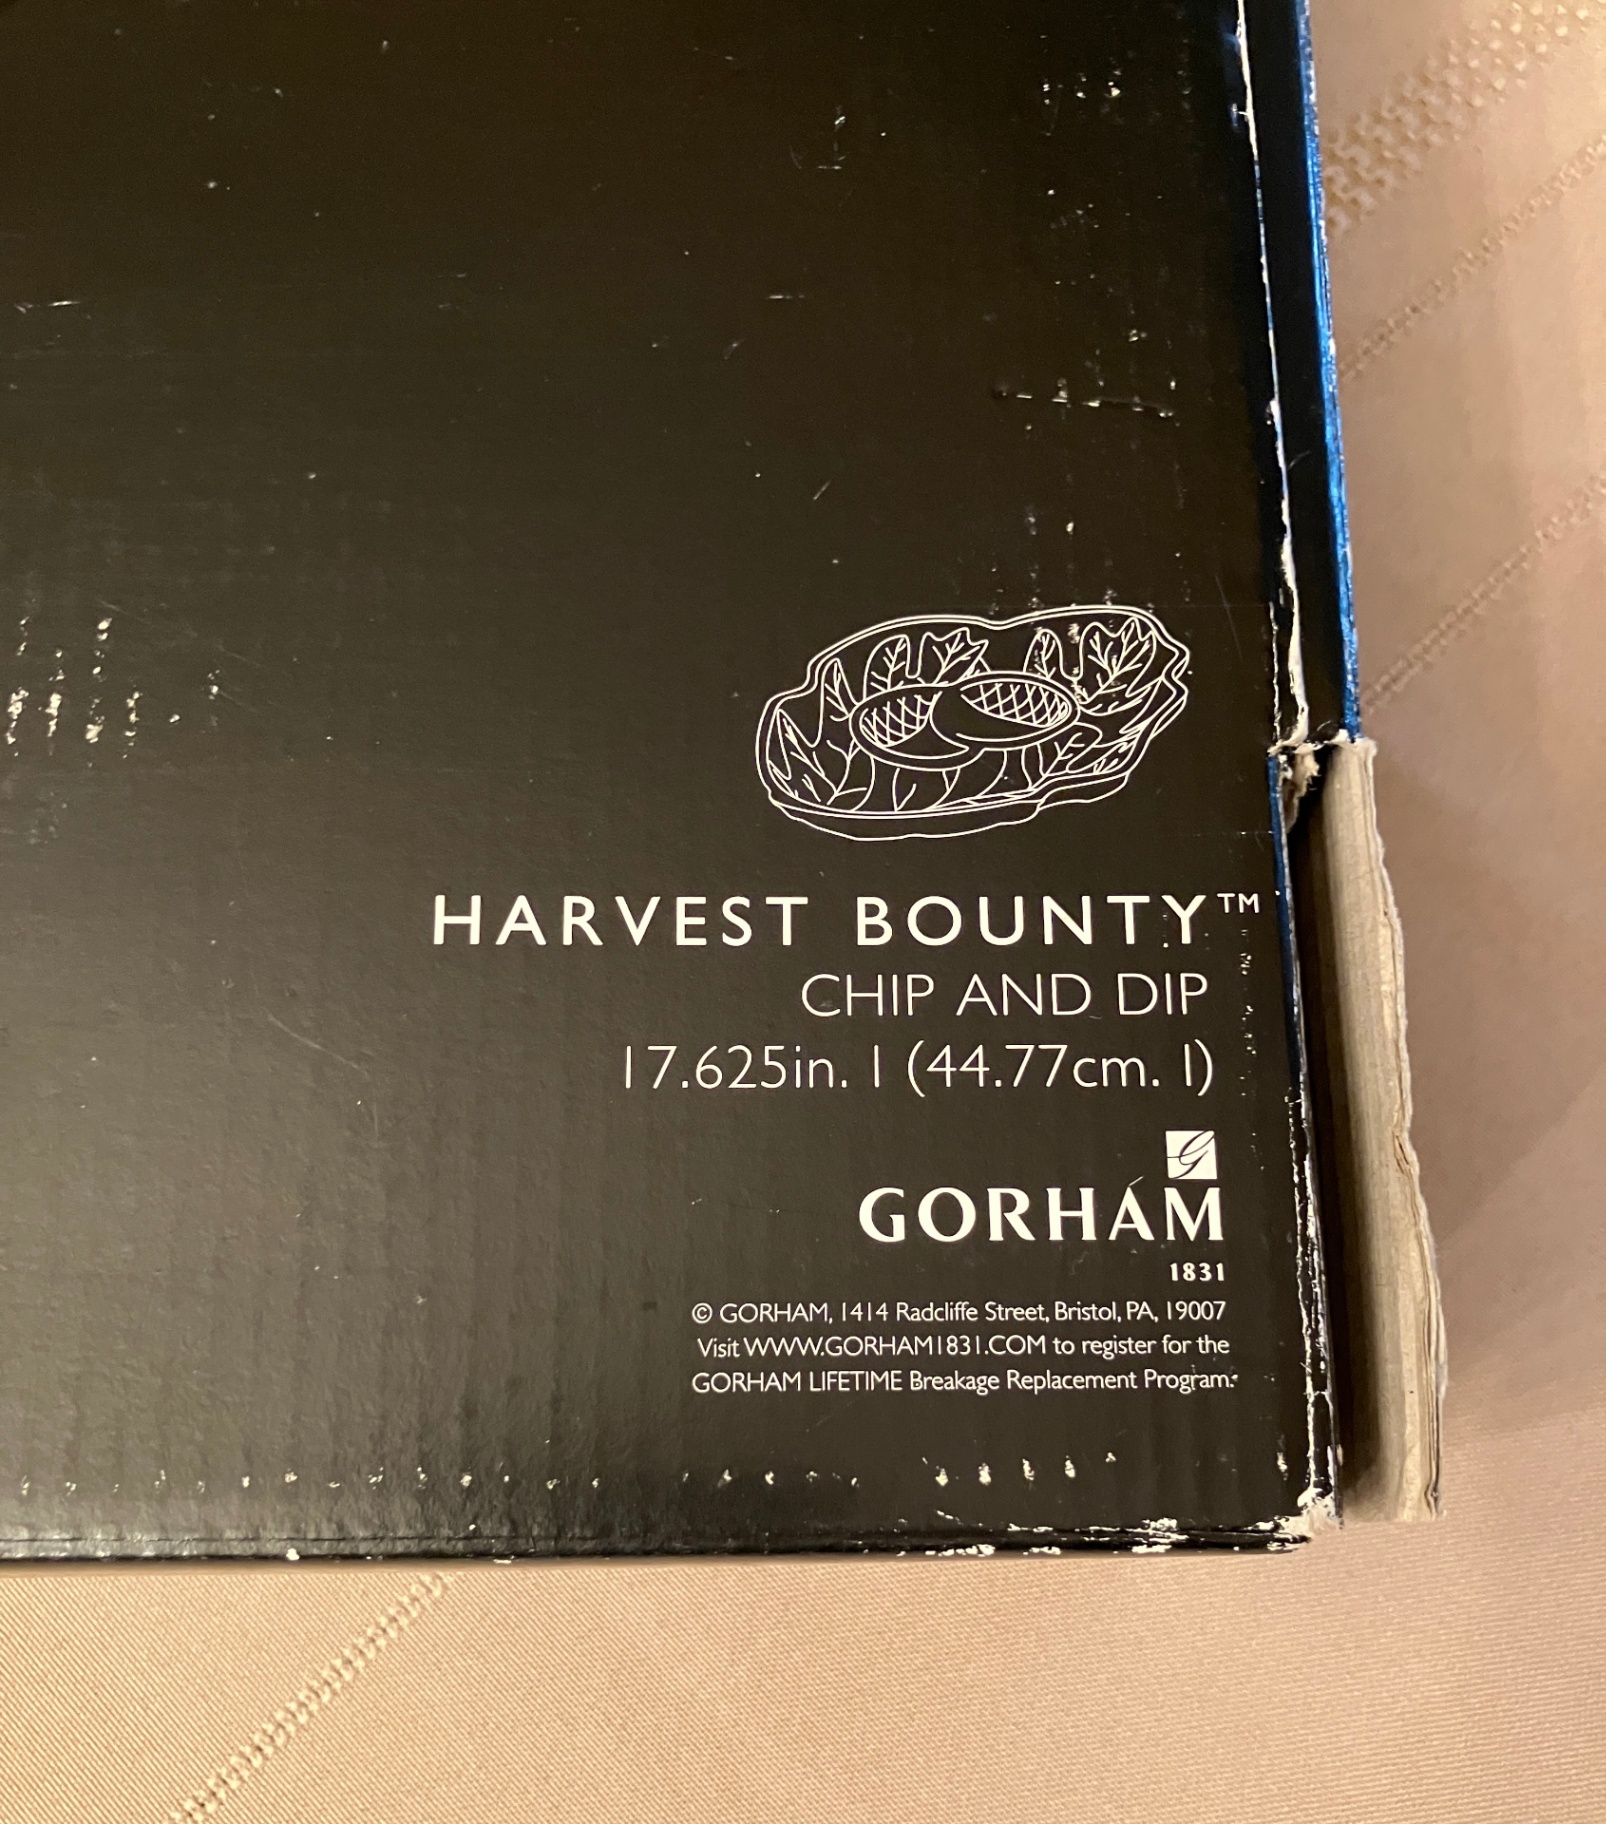 HARVEST BOUNTY™
CHIP AND DIP
17.625in. l (44.77cm. l)
G
GORHAM
1831
© GORHAM, 1414 Radcliffe Street, Bristol, PA, 19007
Visit WWW.GORHAM1831.COM to register for the
GORHAM LIFETIME Breakage Replacement Program.